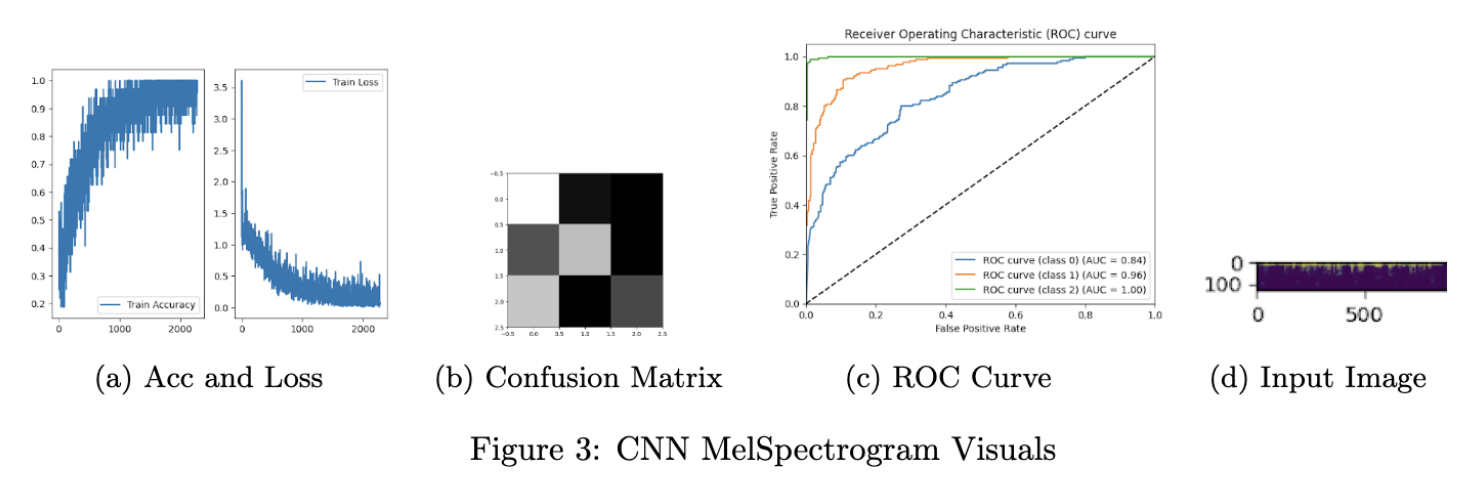 Receiver Operating Characteristic (ROC) curve
1.0
0.9
0.8
0.7
0.6
0.5
0.4
0.3
0.2
0 1000 2000
Train Accuracy
3.5
3.0
2.5
2.0
1.5
1.0
0.5
0.0
0 1000 2000
Train Loss
−0.5
0.0
0.5
1.0
1.5
2.0
2.5
−0.5 0.0 0.5 1.0 1.5 2.0 2.5
True Positive Rate
1.0
0.8
0.6
0.4
0.2
0.0
0.0 0.2 0.4 0.6 0.8 1.0
False Positive Rate
ROC curve (class 0) (AUC = 0.84)
ROC curve (class 1) (AUC = 0.96)
ROC curve (class 2) (AUC = 1.00)
0
100
0 500
(a) Acc and Loss
(b) Confusion Matrix
(c) ROC Curve
(d) Input Image
Figure 3: CNN MelSpectrogram Visuals